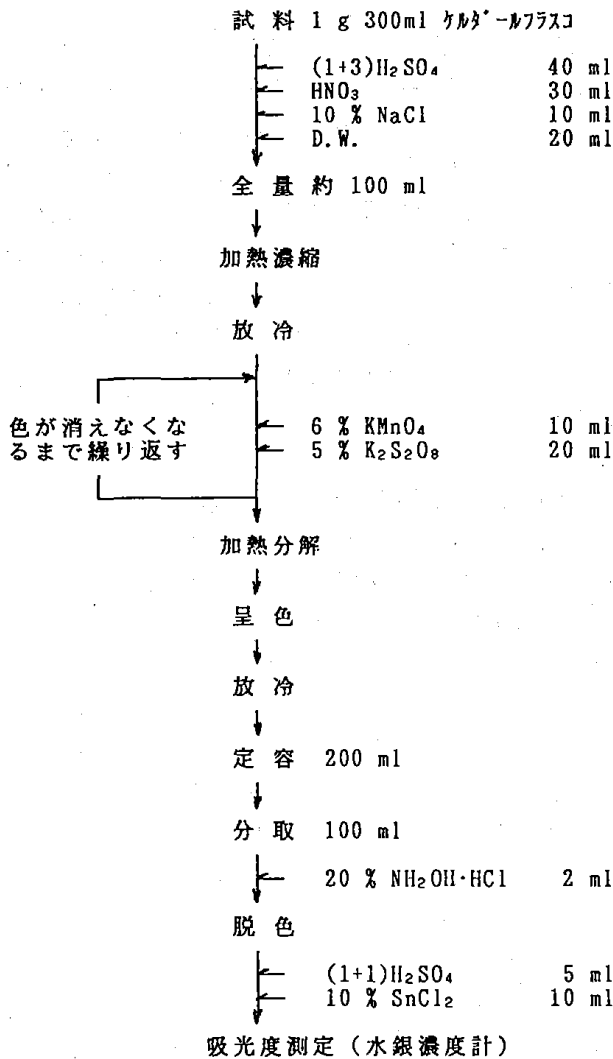 試料 1 g 300ml ケルダールフラスコ
(1+3)H₂SO₄ 40 ml
HNO₃ 30 ml
10 % NaCl 10 ml
D.W. 20 ml
全量約 100 ml
加熱濃縮
放冷
色が消えなくな
るまで繰り返す
6 % KMnO₄ 10 ml
5 % K₂S₂O₈ 20 ml
加熱分解
呈色
放冷
定容 200 ml
分取 100 ml
20 % NH₂OH·HCl 2 ml
脱色
(1+1)H₂SO₄ 5 ml
10 % SnCl₂ 10 ml
吸光度測定(水銀濃度計)